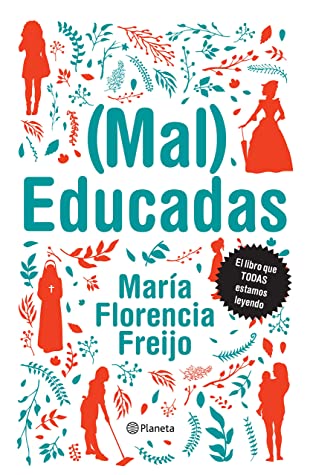 (Mal)
Educadas
El libro que
TODAS
estamos
leyendo
María
Florencia
Freijo
Planeta